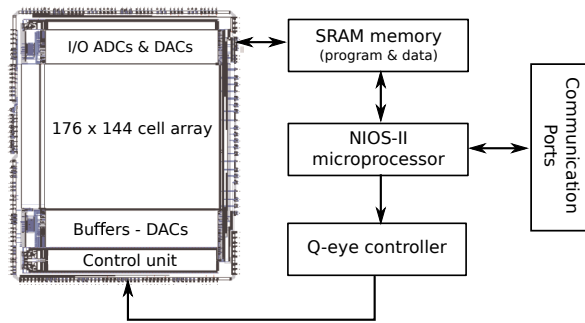 I/O ADCs & DACs
176 x 144 cell array
Buffers - DACs
Control unit
SRAM memory
(program & data)
NIOS-II
microprocessor
Q-eye controller
Communication
Ports